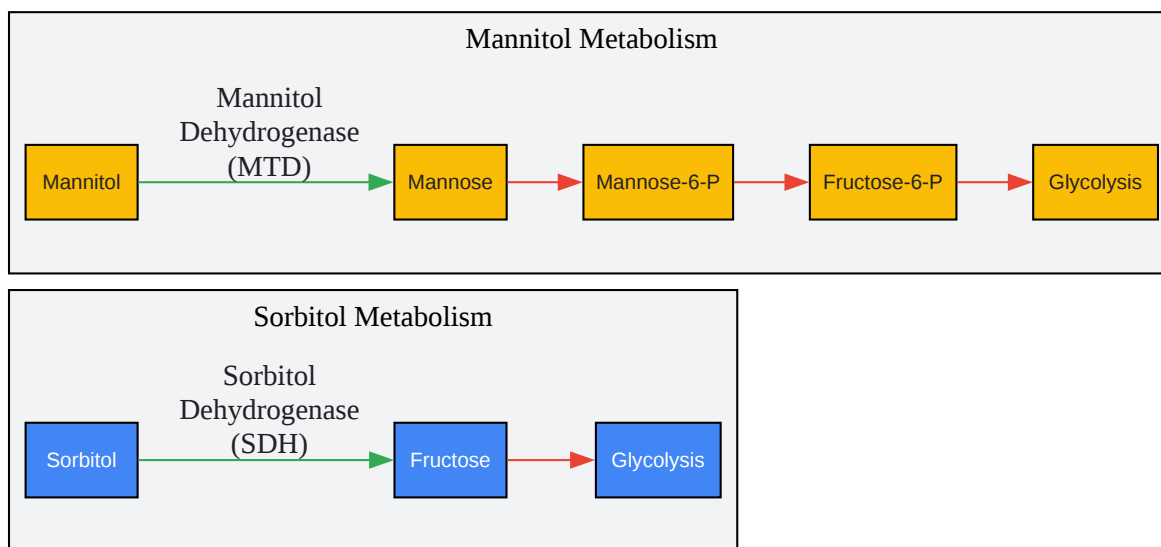 Mannitol Metabolism
Mannitol
Dehydrogenase
(MTD)
Mannitol
Mannose
Mannose-6-P
Fructose-6-P
Glycolysis
Sorbitol Metabolism
Sorbitol
Dehydrogenase
(SDH)
Sorbitol
Fructose
Glycolysis